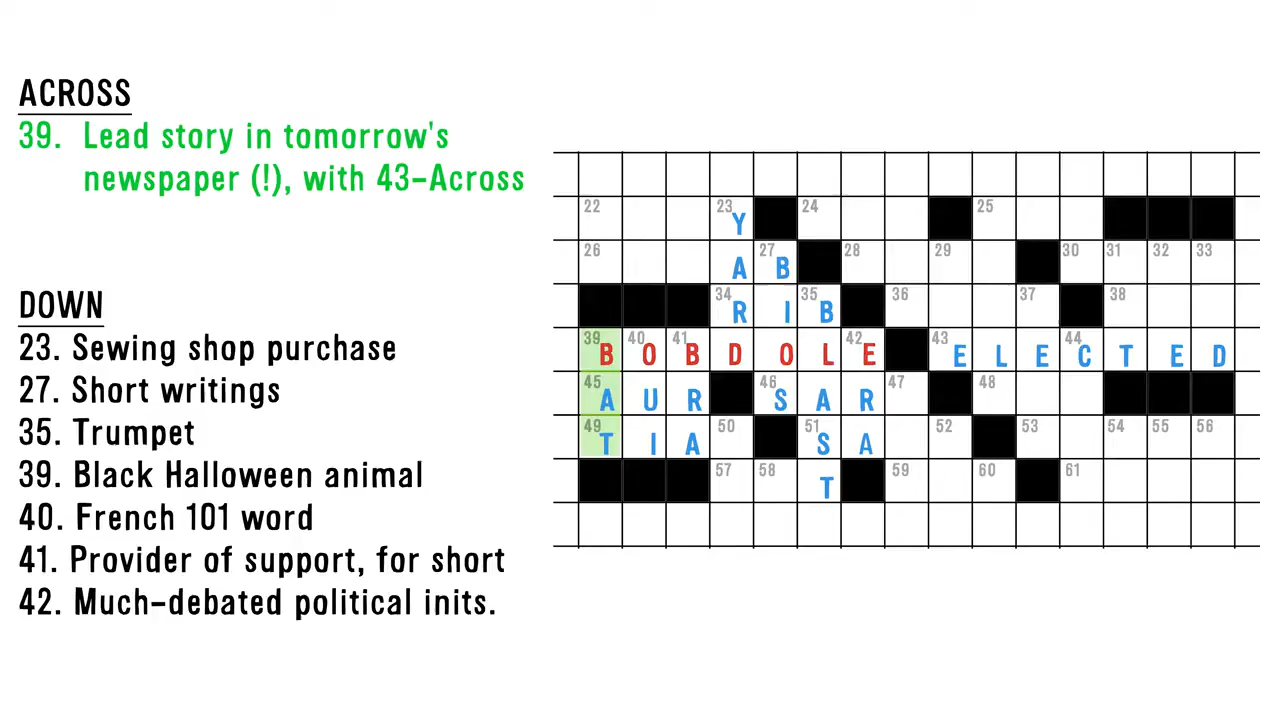 ACROSS
39. Lead story in tomorrow's
newspaper (!), with 43-Across
DOWN
23. Sewing shop purchase
27. Short writings
35. Trumpet
39. Black Halloween animal
40. French 101 word
41. Provider of support, for short
42. Much-debated political inits.
22 23 Y 24 25
26 A 27 B 28 29 30 31 32 33
34 R I 35 B 36 37 38
39 B 40 O 41 B D O L 42 E 43 E L E 44 C T E D
45 A U R 46 S A R 47 48
49 T I A 50 51 S A 52 53 54 55 56
57 58 T 59 60 61